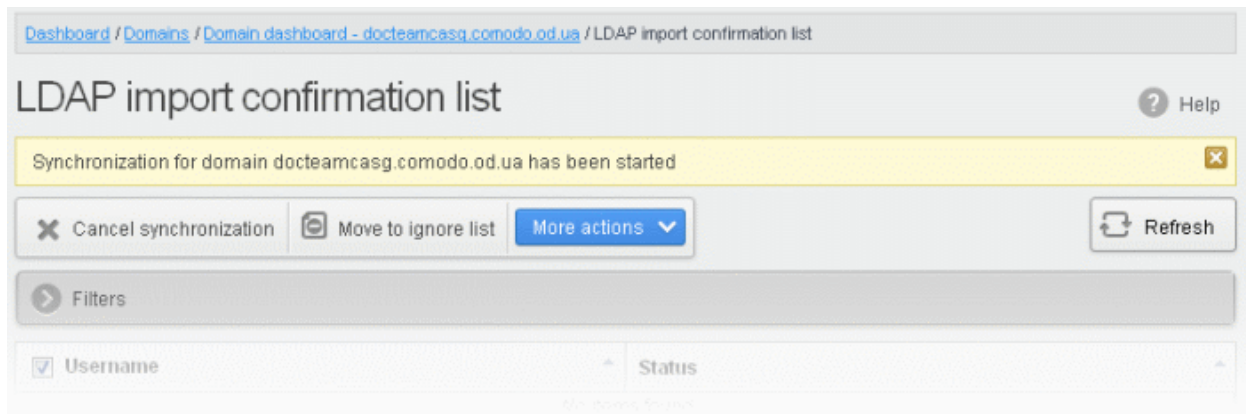 Dashboard / Domains / Domain dashboard - docteamcasg.comodo.od.ua / LDAP import confirmation list
LDAP import confirmation list
Help
Synchronization for domain docteamcasg.comodo.od.ua has been started
Cancel synchronization Move to ignore list More actions Refresh
Filters
Username Status